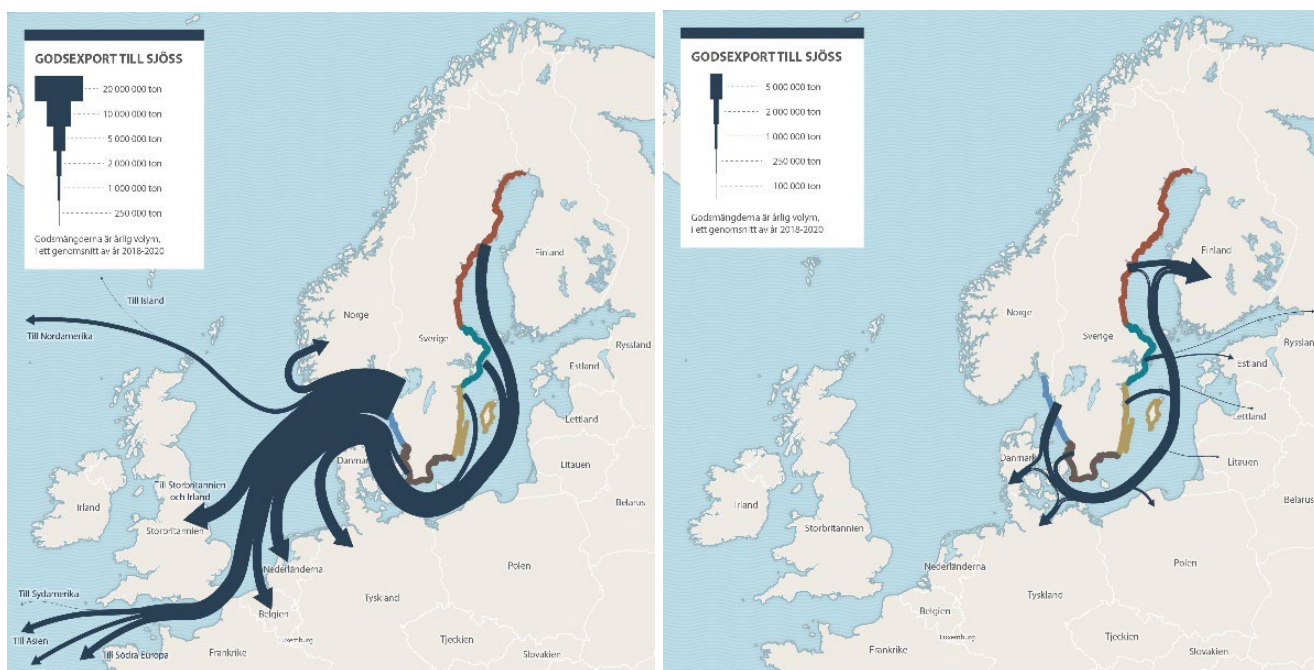 GODSEXPORT TILL SJÖSS
20 000 000 ton
10 000 000 ton
5 000 000 ton
2 000 000 ton
1 000 000 ton
250 000 ton
Godsmängderna är årlig volym,
i ett genomsnitt av år 2018-2020
Till Island
Till Nordamerika
Norge
Sverige
Finland
Ryssland
Estland
Lettland
Litauen
Belarus
Danmark
Till Storbritannien
och Irland
Irland
Storbritannien
Nederländerna
Polen
Tyskland
Belgien
Till Sydamerika
Till Asien
Till Södra Europa
Luxemburg
Frankrike
Tjeckien
Slovakien
GODSEXPORT TILL SJÖSS
5 000 000 ton
2 000 000 ton
1 000 000 ton
250 000 ton
100 000 ton
Godsmängderna är årlig volym,
i ett genomsnitt av år 2018-2020
Finland
Norge
Sverige
Ryssland
Estland
Lettland
Danmark
Litauen
Belarus
Irland
Storbritannien
Nederländerna
Polen
Tyskland
Belgien
Luxemburg
Frankrike
Tjeckien
Slovakien